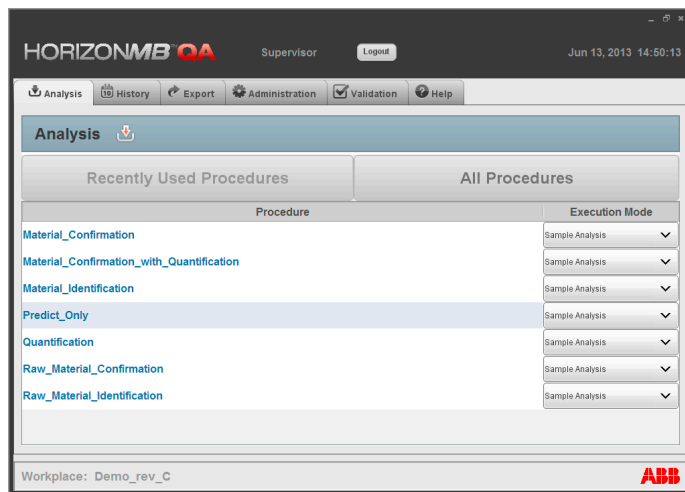 HORIZONMB™ QA Supervisor Logout Jun 13, 2013 14:50:13
Analysis 10 History Export Administration Validation ? Help
Analysis
Recently Used Procedures All Procedures
Procedure Execution Mode
Material_Confirmation Sample Analysis
Material_Confirmation_with_Quantification Sample Analysis
Material_Identification Sample Analysis
Predict_Only Sample Analysis
Quantification Sample Analysis
Raw_Material_Confirmation Sample Analysis
Raw_Material_Identification Sample Analysis
Workplace: Demo_rev_C ABB